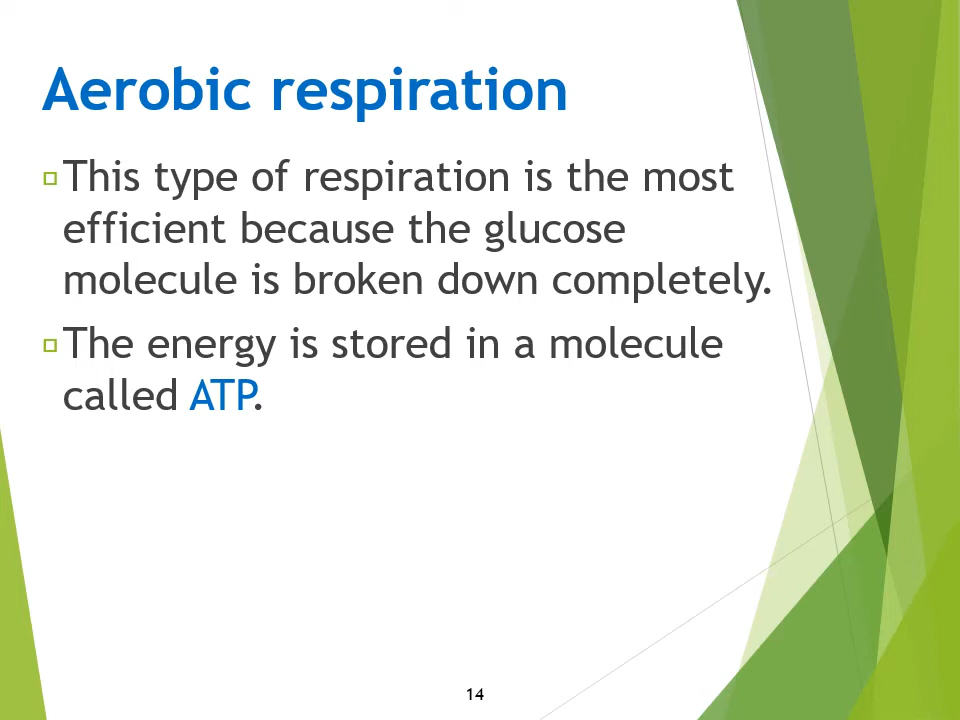 Aerobic respiration
This type of respiration is the most
efficient because the glucose
molecule is broken down completely.
The energy is stored in a molecule
called ATP.
14